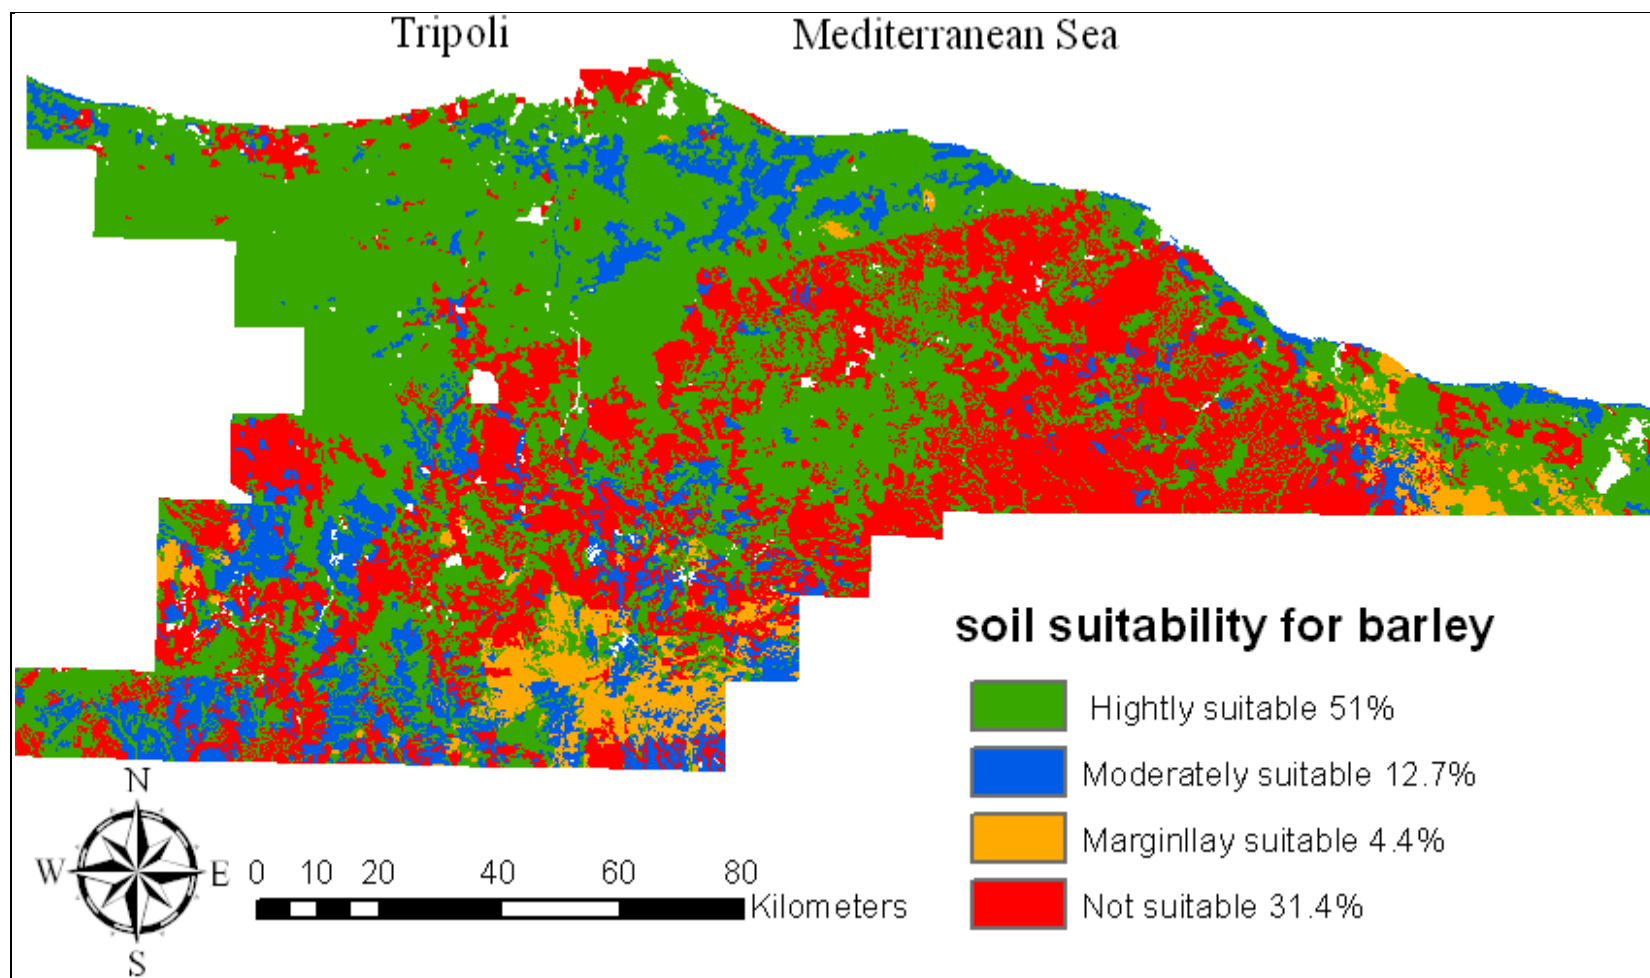 Tripoli
Mediterranean Sea
soil suitability for barley
Hightly suitable 51%
Moderately suitable 12.7%
Marginllay suitable 4.4%
Not suitable 31.4%
N
W E
S
0 10 20 40 60 80
Kilometers